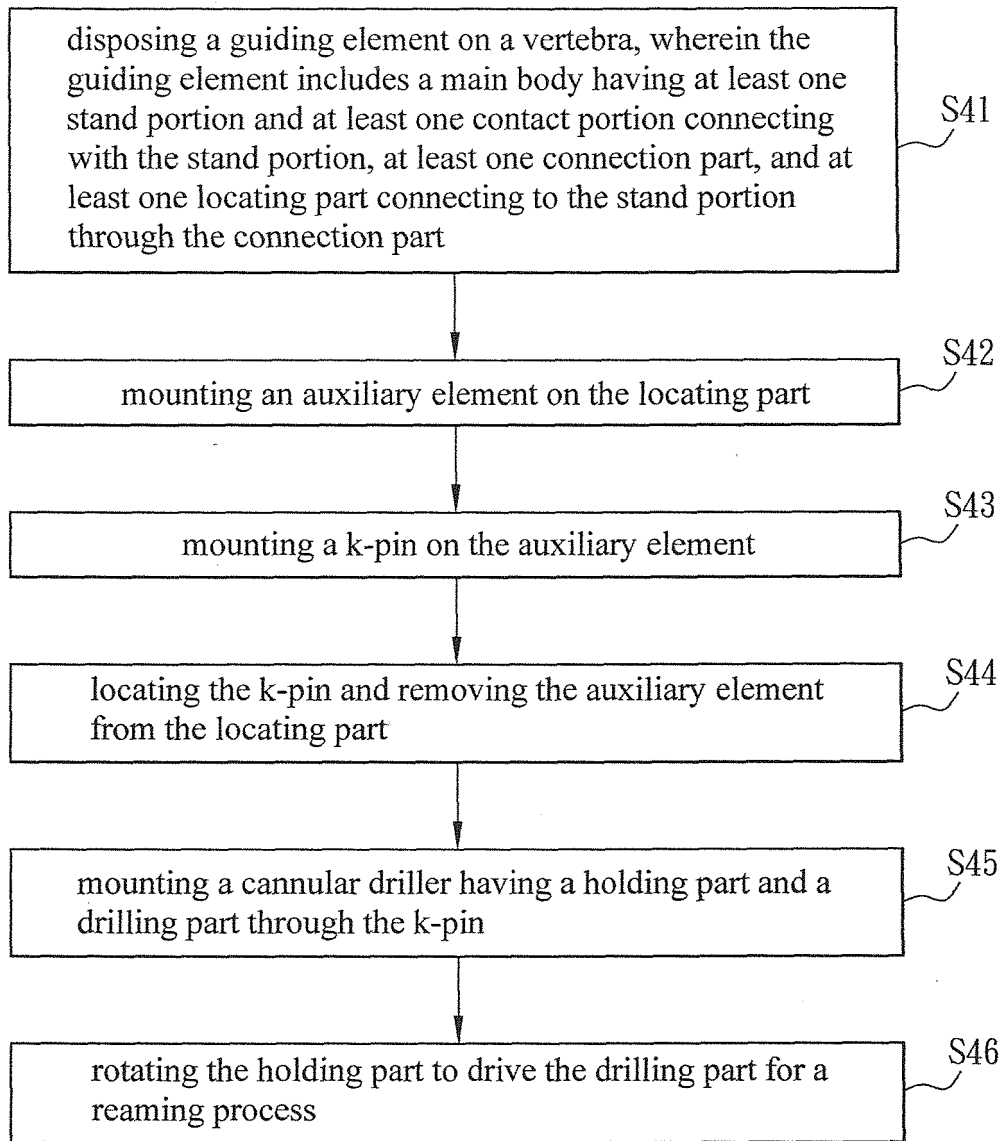 disposing a guiding element on a vertebra, wherein the
guiding element includes a main body having at least one
stand portion and at least one contact portion connecting
with the stand portion, at least one connection part, and at
least one locating part connecting to the stand portion
through the connection part
S41
mounting an auxiliary element on the locating part
S42
mounting a k-pin on the auxiliary element
S43
locating the k-pin and removing the auxiliary element
from the locating part
S44
mounting a cannular driller having a holding part and a
drilling part through the k-pin
S45
rotating the holding part to drive the drilling part for a
reaming process
S46